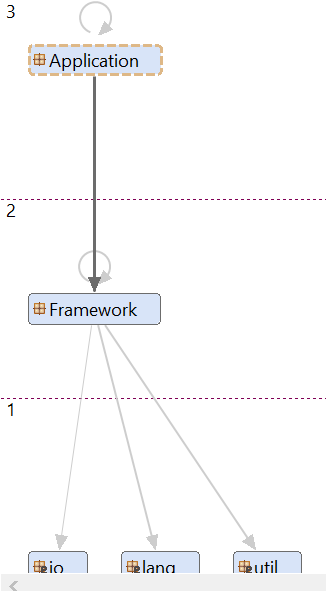 3
Application
2
Framework
1
io
lang
util